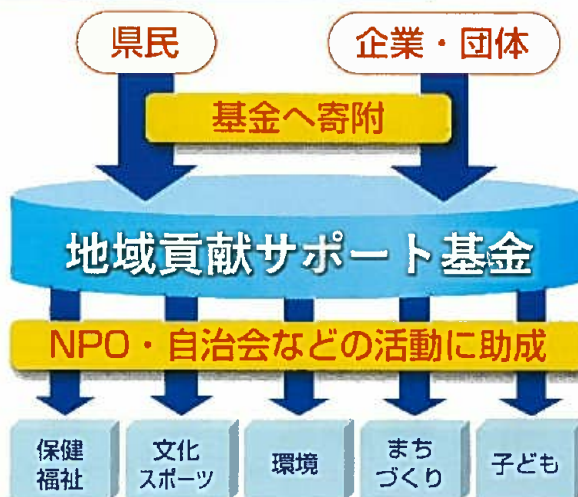 県民
企業・団体
基金へ寄附
地域貢献サポート基金
NPO・自治会などの活動に助成
保健
福祉
文化
スポーツ
環境
まち
づくり
子ども